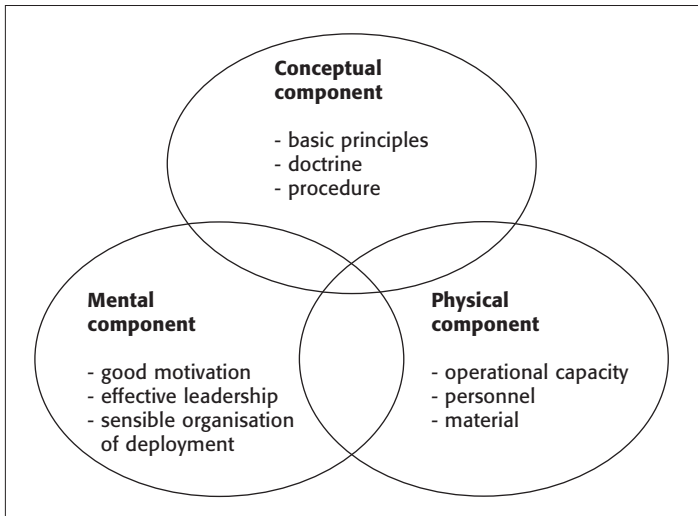 Conceptual
component
- basic principles
- doctrine
- procedure
Mental
component
- good motivation
- effective leadership
- sensible organisation
of deployment
Physical
component
- operational capacity
- personnel
- material